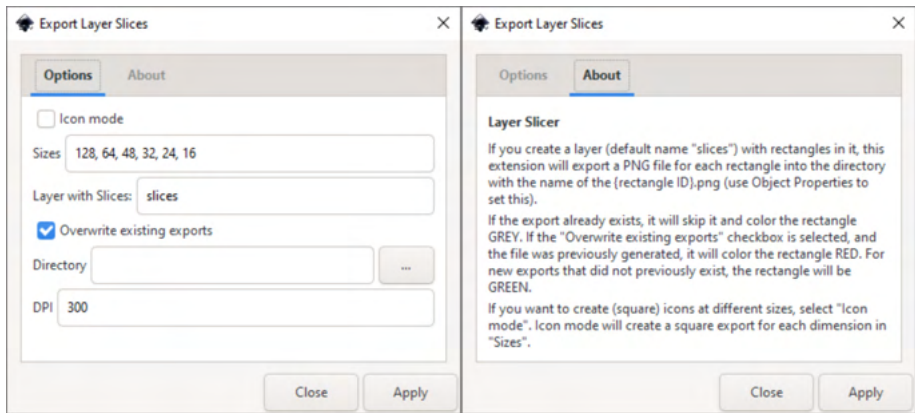 Export Layer Slices
Options About
Icon mode
Sizes 128, 64, 48, 32, 24, 16
Layer with Slices: slices
Overwrite existing exports
Directory ...
DPI 300
Close Apply
Export Layer Slices
Options About
Layer Slicer
If you create a layer (default name "slices") with rectangles in it, this
extension will export a PNG file for each rectangle into the directory
with the name of the {rectangle ID}.png (use Object Properties to
set this).
If the export already exists, it will skip it and color the rectangle
GREY. If the "Overwrite existing exports" checkbox is selected, and
the file was previously generated, it will color the rectangle RED. For
new exports that did not previously exist, the rectangle will be
GREEN.
If you want to create (square) icons at different sizes, select "Icon
mode". Icon mode will create a square export for each dimension in
"Sizes".
Close Apply